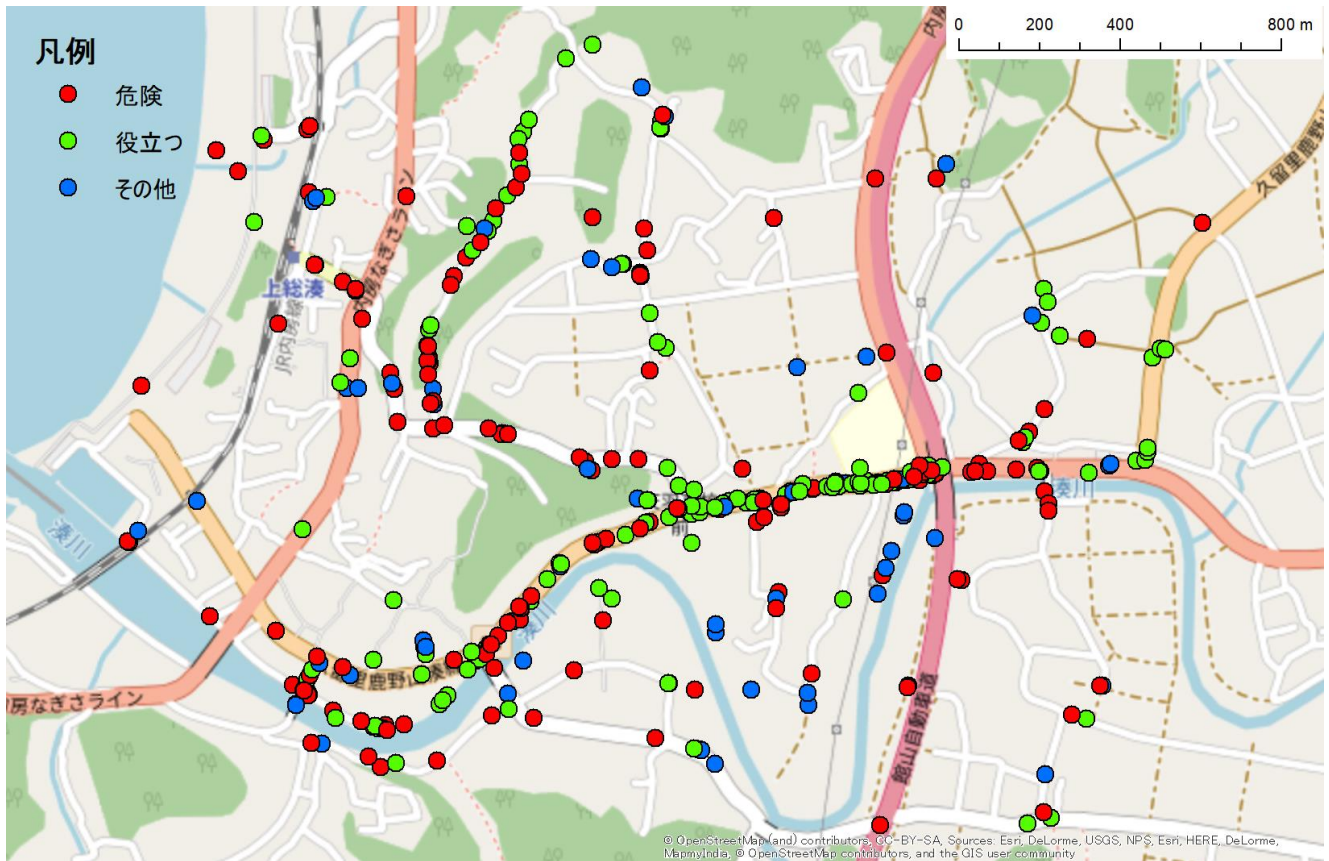 凡例
危険
役立つ
その他
0 200 400 800 m
内房
久留里鹿野山
内房なぎさライン
上総湊
JR内房線
湊川
前
湊川
湊川
里鹿野山湊
房なぎさライン
館山自動車道
© OpenStreetMap (and) contributors, CC-BY-SA, Sources: Esri, DeLorme, USGS, NPS, Esri, HERE, DeLorme,
MapmyIndia, © OpenStreetMap contributors, and the GIS user community